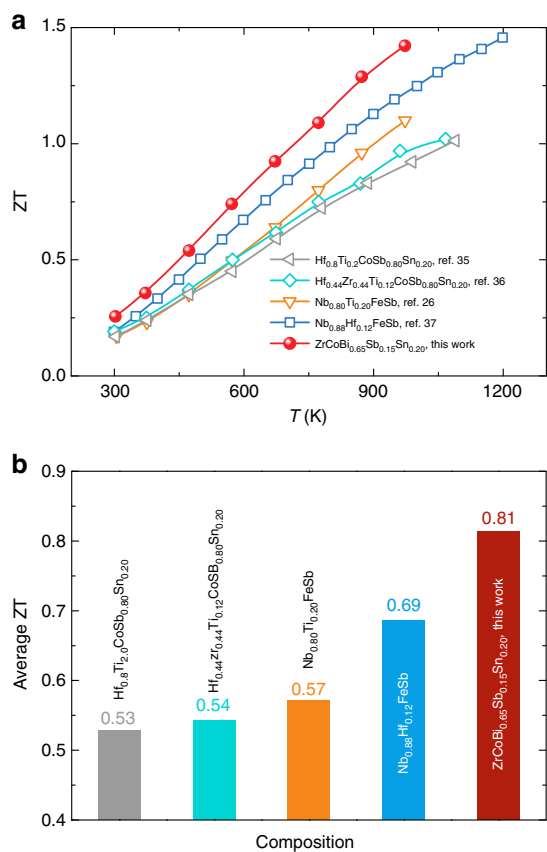 a
1.5
1.0
0.5
0.0
ZT
Hf0.8Ti0.2CoSb0.80Sn0.20, ref. 35
Hf0.44Zr0.44Ti0.12CoSb0.80Sn0.20, ref. 36
Nb0.80Ti0.20FeSb, ref. 26
Nb0.88Hf0.12FeSb, ref. 37
ZrCoBi0.65Sb0.15Sn0.20, this work
300 600 900 1200
T (K)
b
0.9
0.8
0.7
0.6
0.5
0.4
Average ZT
Hf0.8Ti2.0CoSb0.80Sn0.20
0.53
Hf0.44zr0.44Ti0.12CoSB0.80Sn0.20
0.54
Nb0.80Ti0.20FeSb
0.57
0.69
Nb0.88Hf0.12FeSb
0.81
ZrCoBi0.65Sb0.15Sn0.20, this work
Composition